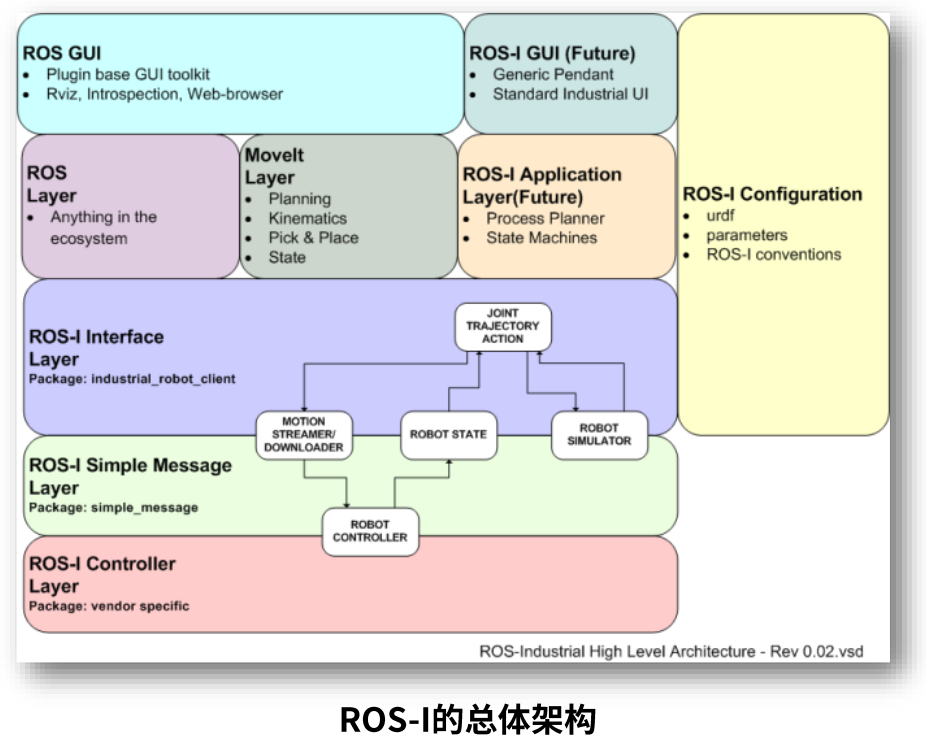 ROS GUI
• Plugin base GUI toolkit
• Rviz, Introspection, Web-browser
ROS-I GUI (Future)
• Generic Pendant
• Standard Industrial UI
ROS
Layer
• Anything in the
ecosystem
MoveIt
Layer
• Planning
• Kinematics
• Pick & Place
• State
ROS-I Application
Layer(Future)
• Process Planner
• State Machines
ROS-I Configuration
• urdf
• parameters
• ROS-I conventions
ROS-I Interface
Layer
Package: industrial_robot_client
JOINT
TRAJECTORY
ACTION
MOTION
STREAMER/
DOWNLOADER
ROBOT STATE
ROBOT
SIMULATOR
ROS-I Simple Message
Layer
Package: simple_message
ROBOT
CONTROLLER
ROS-I Controller
Layer
Package: vendor specific
ROS-Industrial High Level Architecture - Rev 0.02.vsd
ROS-I的总体架构